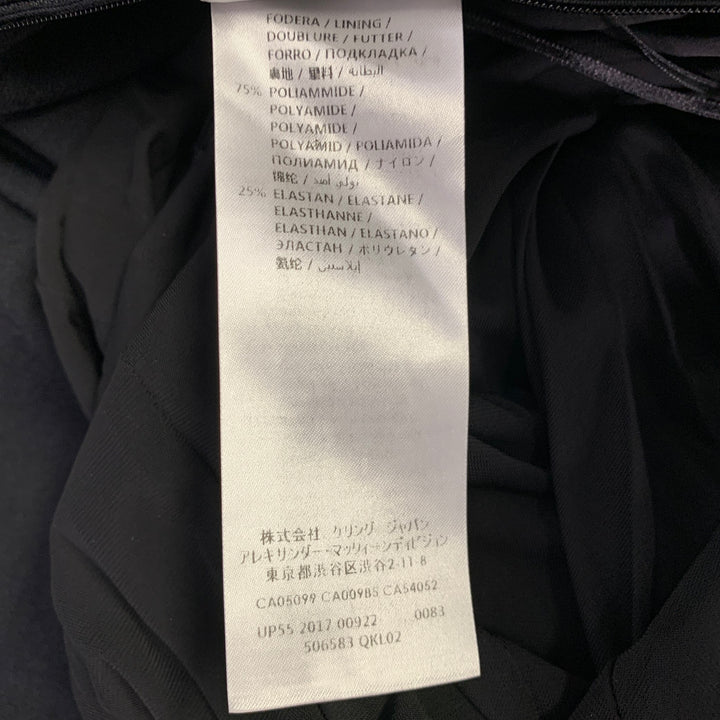 FODERA / LINING /
DOUBLURE / FUTTER /
FORRO / ПОДКЛАДКА /
裏地 / 里料 / البطانة
75% POLIAMMIDE /
POLYAMIDE /
POLYAMIDE /
POLYAMID / POLIAMIDA /
ПОЛИАМИД / ナイロン /
锦纶 / بولي أميد
25% ELASTAN / ELASTANE /
ELASTHANNE /
ELASTHAN / ELASTANO /
ЭЛАСТАН / ポリウレタン /
氨纶 / إيلاستين
株式会社 ケリング ジャパン
アレキサンダー・マックィーンディビジョン
東京都渋谷区渋谷2-11-8
CA05099 CA00985 CA54052
UP55 2017 00922 0083
506583 QKL02